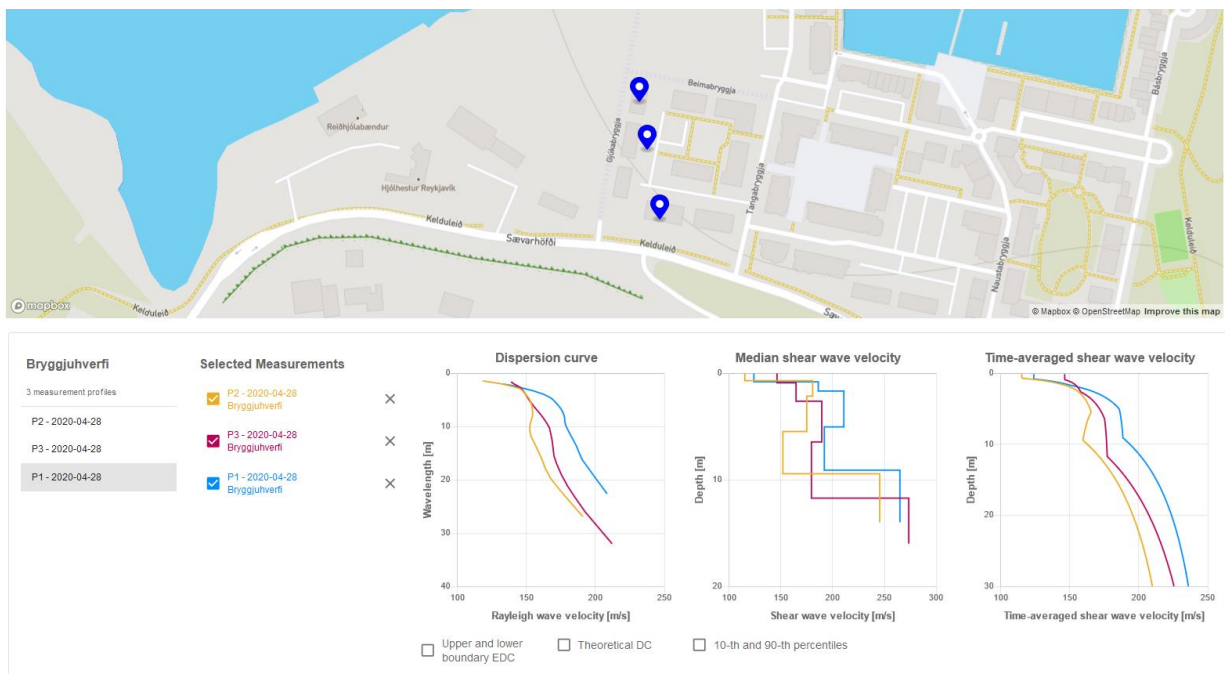 Beimabryggja
Básbryggja
Reiðhjólabændur
Gjúkabryggja
Hjólhestur Reykjavík
Tangabryggja
Kelduleið
Sævarhöfði
Kelduleið
Kelduleið
Naustabryggja
mapbox
Kelduleið
© Mapbox © OpenStreetMap Improve this map
Bryggjuhverfi
3 measurement profiles
P2 - 2020-04-28
P3 - 2020-04-28
P1 - 2020-04-28
Selected Measurements
P2 - 2020-04-28
Bryggjuhverfi
P3 - 2020-04-28
Bryggjuhverfi
P1 - 2020-04-28
Bryggjuhverfi
Dispersion curve
Wavelength [m]
0
10
20
30
40
100 150 200 250
Rayleigh wave velocity [m/s]
Median shear wave velocity
Depth [m]
0
10
20
100 150 200 250 300
Shear wave velocity [m/s]
Time-averaged shear wave velocity
Depth [m]
0
10
20
30
100 150 200 250
Time-averaged shear wave velocity [m/s]
Upper and lower
boundary EDC
Theoretical DC
10-th and 90-th percentiles